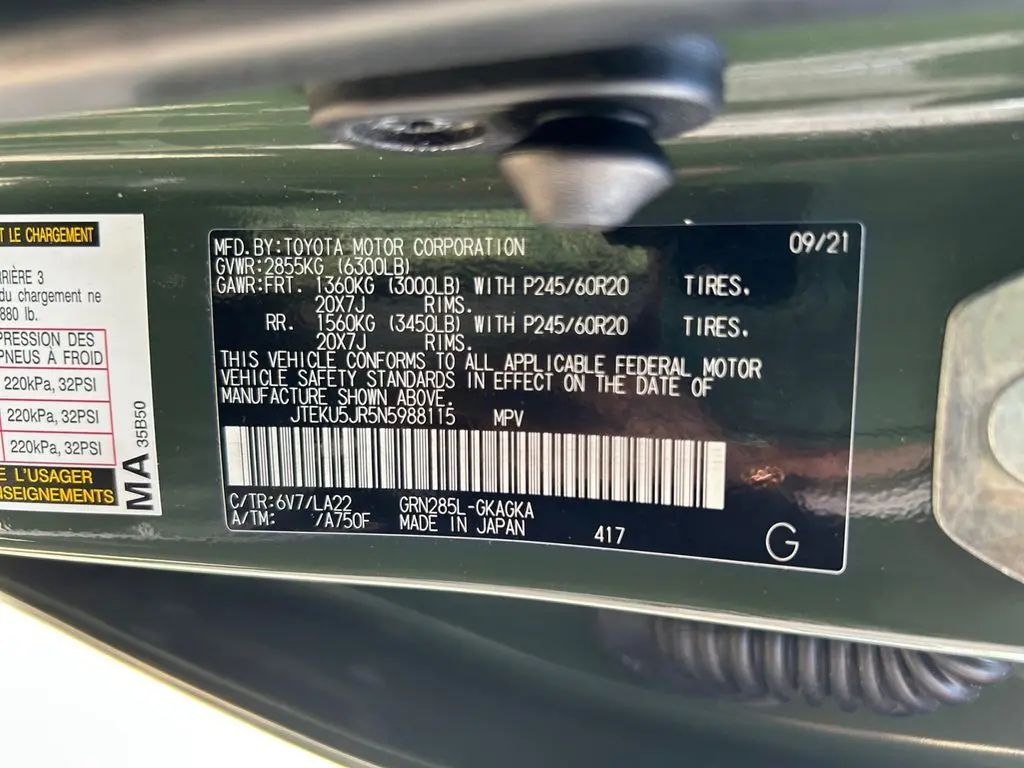 T LE CHARGEMENT
RIÈRE 3
du chargement ne
880 lb.
PRESSION DES
PNEUS À FROID
220kPa, 32PSI
220kPa, 32PSI
220kPa, 32PSI
E L'USAGER
NSEIGNEMENTS
MA 35B50
MFD. BY: TOYOTA MOTOR CORPORATION 09/21
GVWR: 2855KG (6300LB)
GAWR: FRT. 1360KG (3000LB) WITH P245/60R20 TIRES.
20X7J RIMS.
RR. 1560KG (3450LB) WITH P245/60R20 TIRES.
20X7J RIMS.
THIS VEHICLE CONFORMS TO ALL APPLICABLE FEDERAL MOTOR
VEHICLE SAFETY STANDARDS IN EFFECT ON THE DATE OF
MANUFACTURE SHOWN ABOVE.
JTEKU5JR5N5988115 MPV
C/TR: 6V7/LA22 GRN285L-GKAGKA
A/TM: /A750F MADE IN JAPAN 417 G